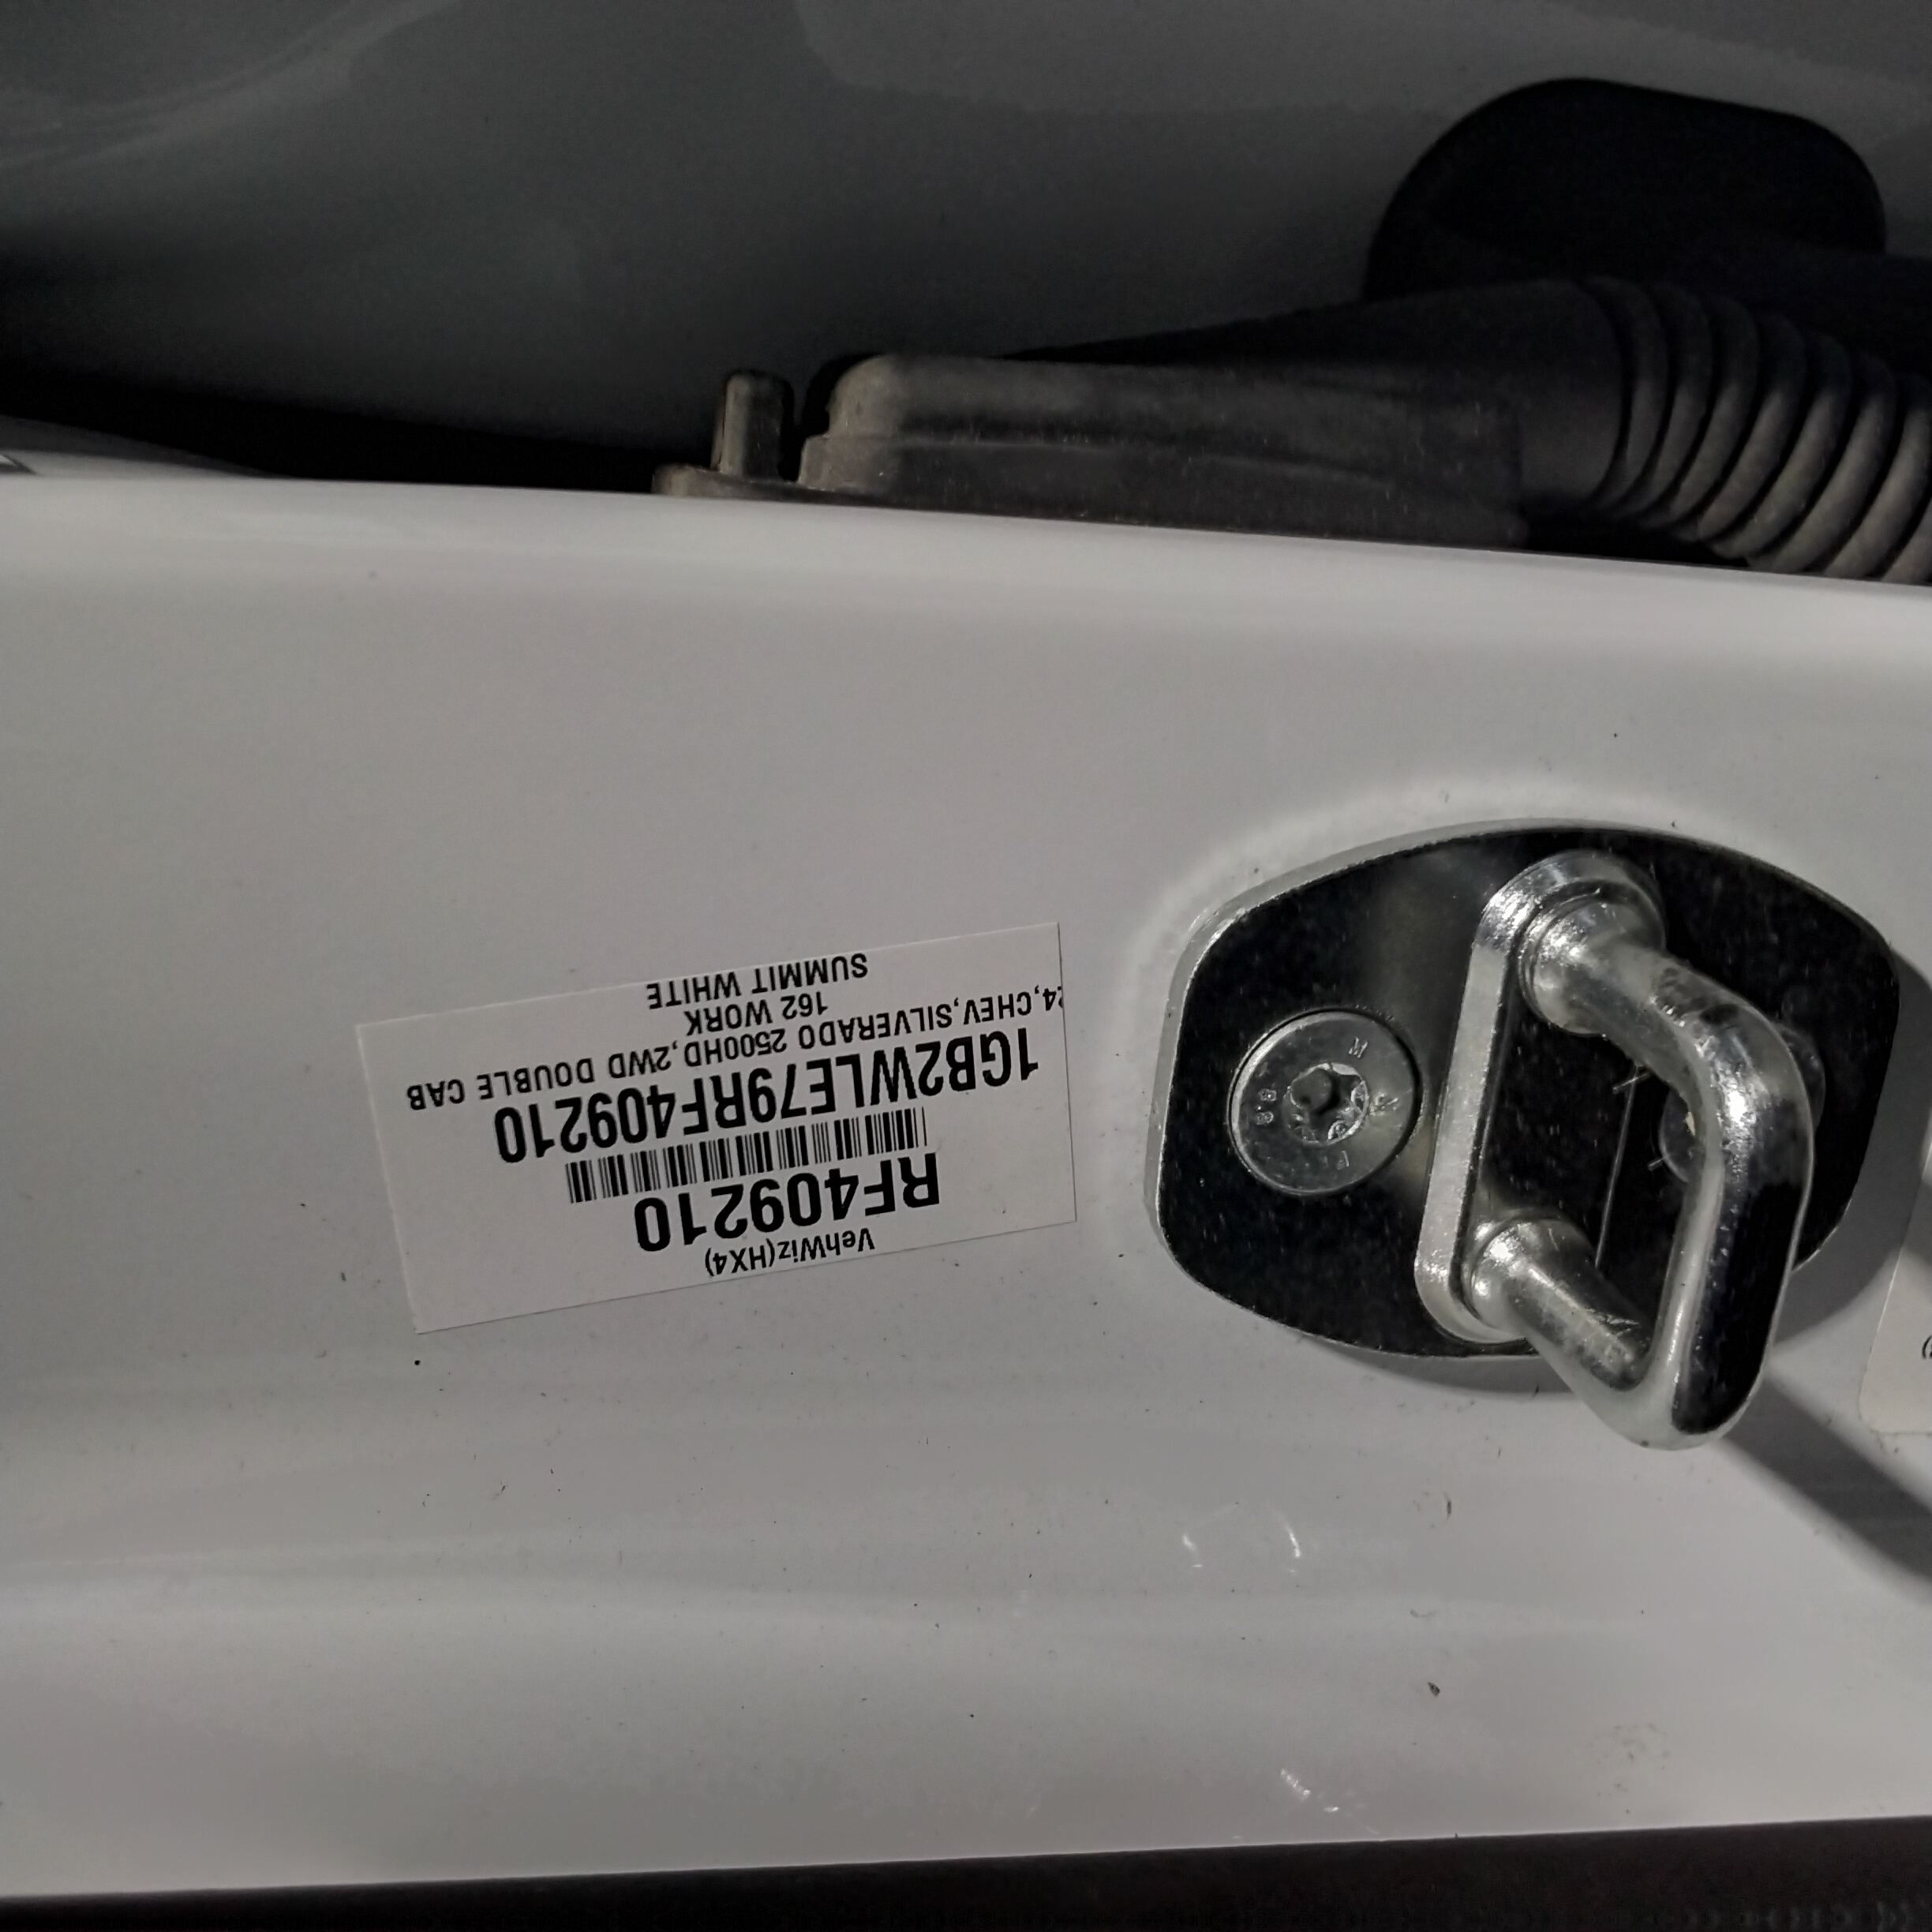 VehWiz(HX4)
RF409210
1GB2WLE79RF409210
24,CHEV,SILVERADO 2500HD,2WD DOUBLE CAB
162 WORK
SUMMIT WHITE